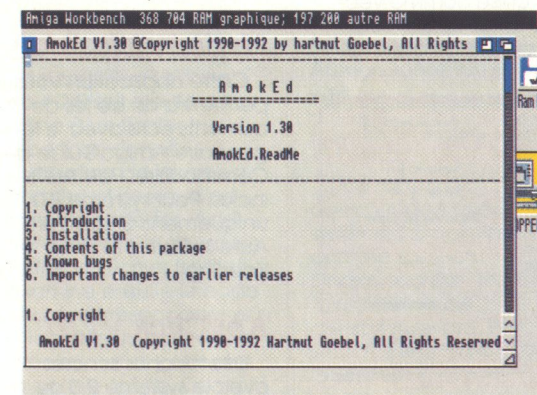 Amiga Workbench 368 704 RAM graphique; 197 200 autre RAM
AmokEd V1.30 ©Copyright 1990-1992 by hartmut Goebel, All Rights
A m o k E d
===================
Version 1.30
AmokEd.ReadMe
1. Copyright
2. Introduction
3. Installation
4. Contents of this package
5. Known bugs
6. Important changes to earlier releases
1. Copyright
AmokEd V1.30 Copyright 1990-1992 Hartmut Goebel, All Rights Reserved
Ram